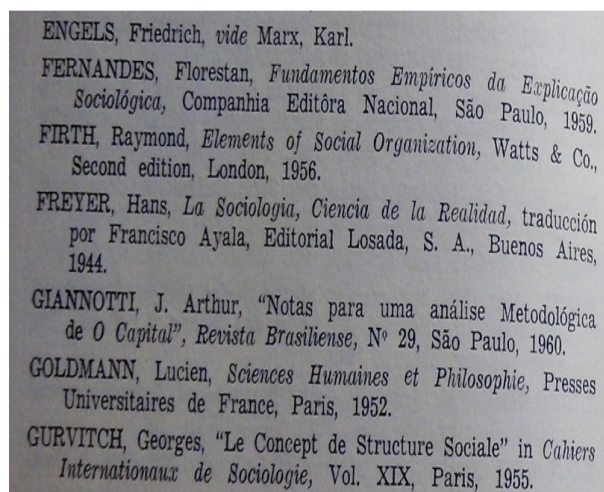 ENGELS, Friedrich, vide Marx, Karl.
FERNANDES, Florestan, Fundamentos Empíricos da Explicação
Sociológica, Companhia Editôra Nacional, São Paulo, 1959.
FIRTH, Raymond, Elements of Social Organization, Watts & Co.,
Second edition, London, 1956.
FREYER, Hans, La Sociologia, Ciencia de la Realidad, traducción
por Francisco Ayala, Editorial Losada, S. A., Buenos Aires,
1944.
GIANNOTTI, J. Arthur, “Notas para uma análise Metodológica
de O Capital”, Revista Brasiliense, Nº 29, São Paulo, 1960.
GOLDMANN, Lucien, Sciences Humaines et Philosophie, Presses
Universitaires de France, Paris, 1952.
GURVITCH, Georges, “Le Concept de Structure Sociale” in Cahiers
Internationaux de Sociologie, Vol. XIX, Paris, 1955.